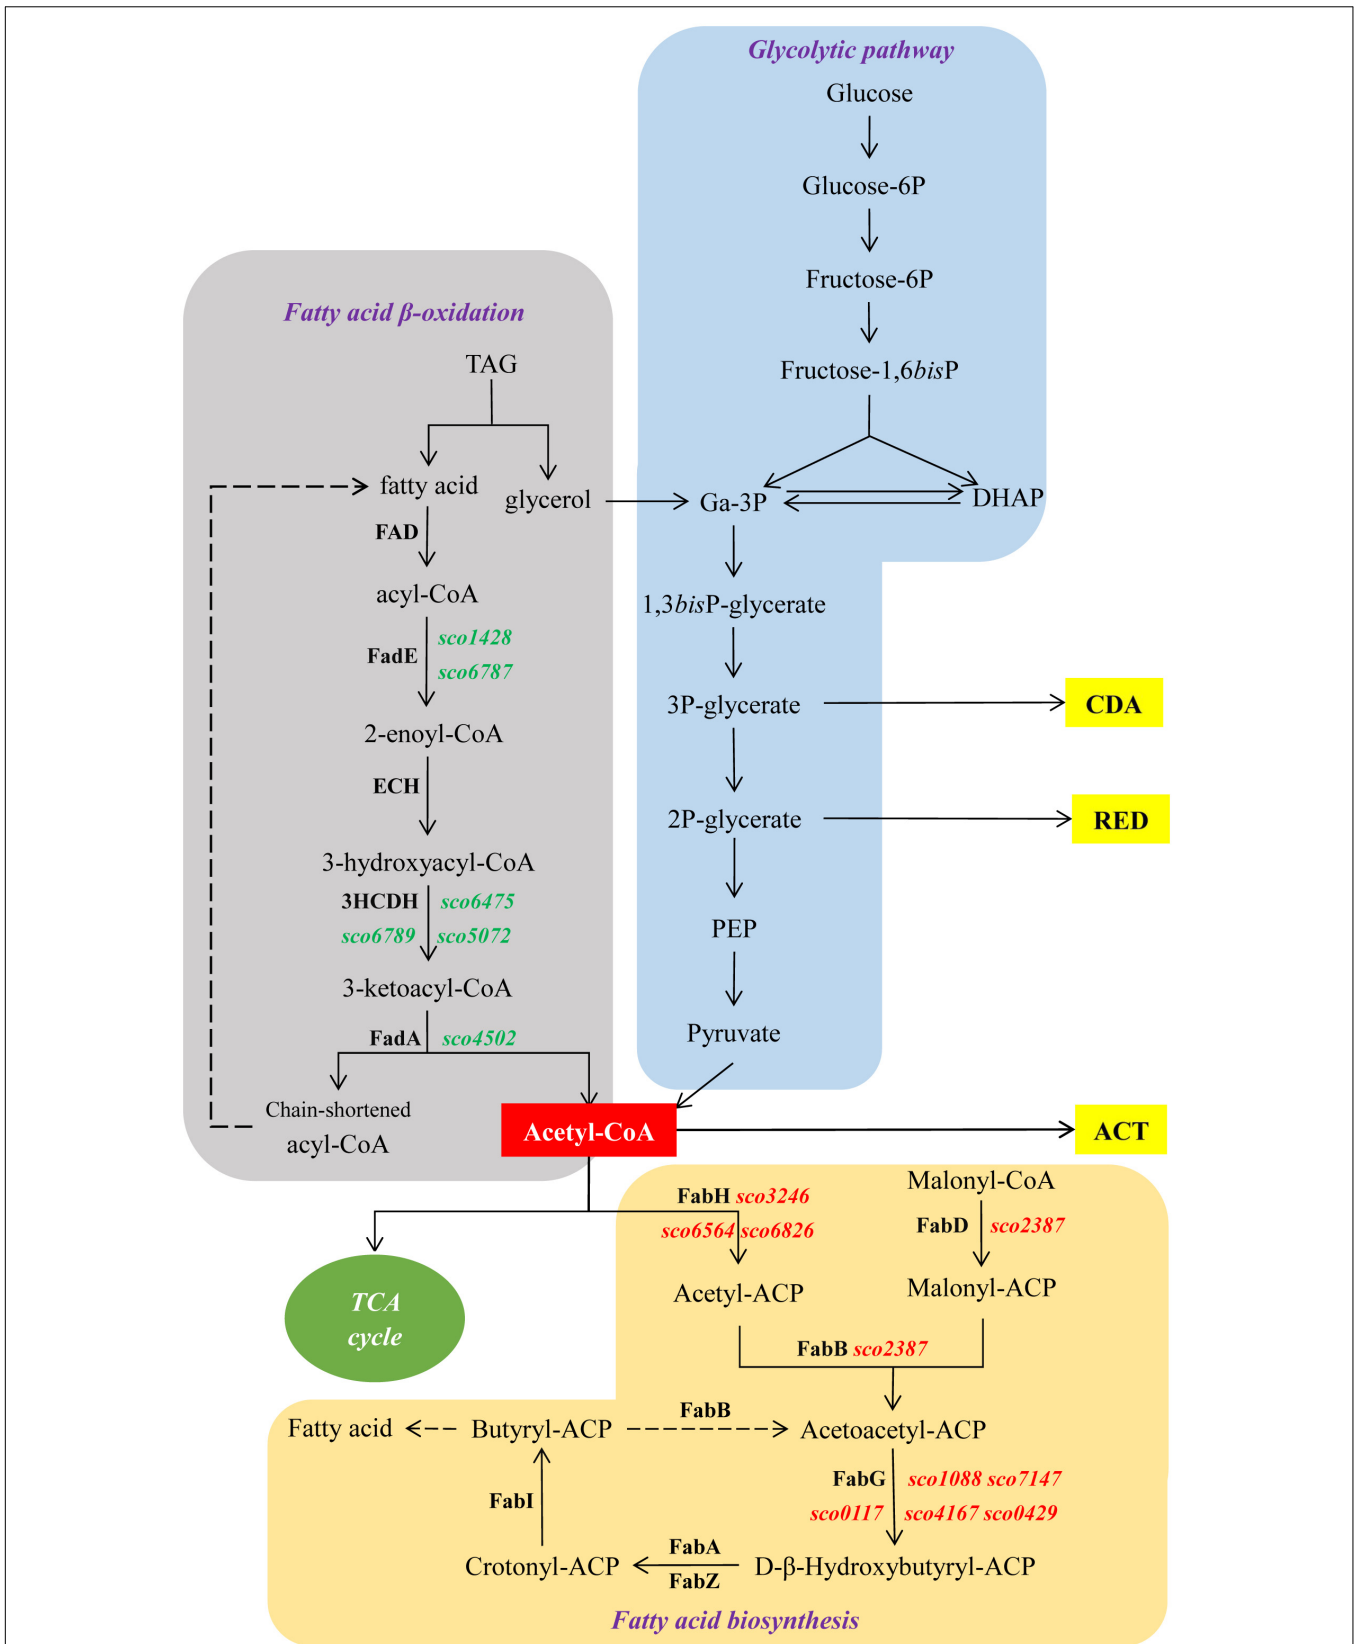 Glycolytic pathway
Glucose
Glucose-6P
Fructose-6P
Fructose-1,6bisP
Ga-3P
DHAP
1,3bisP-glycerate
3P-glycerate
CDA
2P-glycerate
RED
PEP
Pyruvate
Fatty acid β-oxidation
TAG
fatty acid
glycerol
FAD
acyl-CoA
FadE
sco1428
sco6787
2-enoyl-CoA
ECH
3-hydroxyacyl-CoA
3HCDH sco6475
sco6789 sco5072
3-ketoacyl-CoA
FadA sco4502
Chain-shortened
acyl-CoA
Acetyl-CoA
ACT
TCA
cycle
FabH sco3246
sco6564 sco6826
Acetyl-ACP
Malonyl-CoA
FabD sco2387
Malonyl-ACP
FabB sco2387
Fatty acid
Butyryl-ACP
FabB
Acetoacetyl-ACP
FabG sco1088 sco7147
sco0117 sco4167 sco0429
FabI
Crotonyl-ACP
FabA
FabZ
D-β-Hydroxybutyryl-ACP
Fatty acid biosynthesis